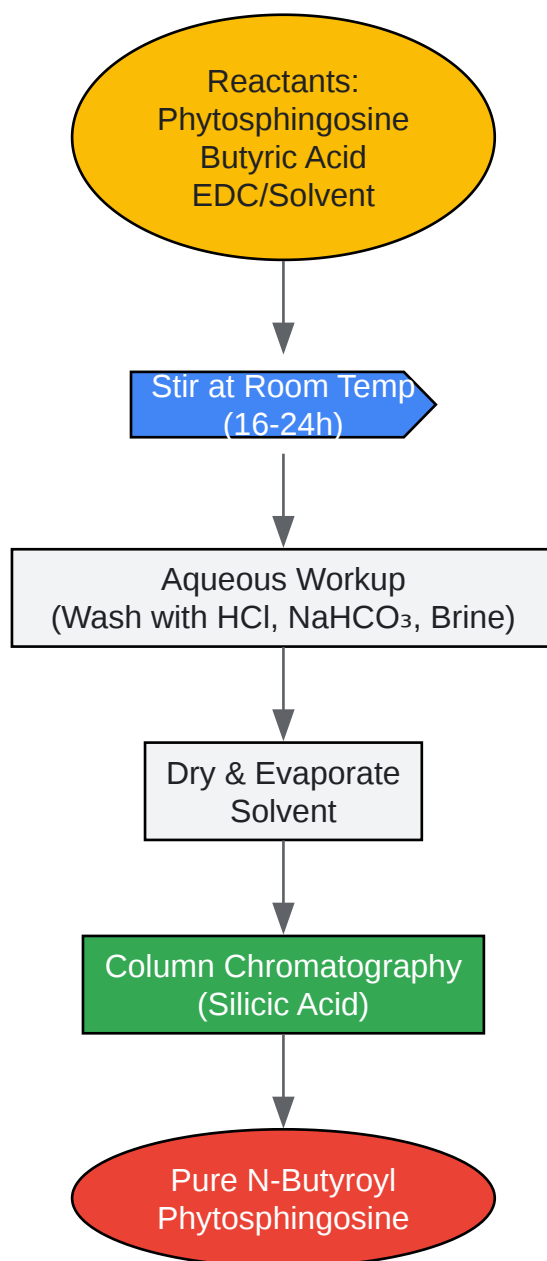 Reactants:
Phytosphingosine
Butyric Acid
EDC/Solvent
Stir at Room Temp
(16-24h)
Aqueous Workup
(Wash with HCl, NaHCO₃, Brine)
Dry & Evaporate
Solvent
Column Chromatography
(Silicic Acid)
Pure N-Butyroyl
Phytosphingosine